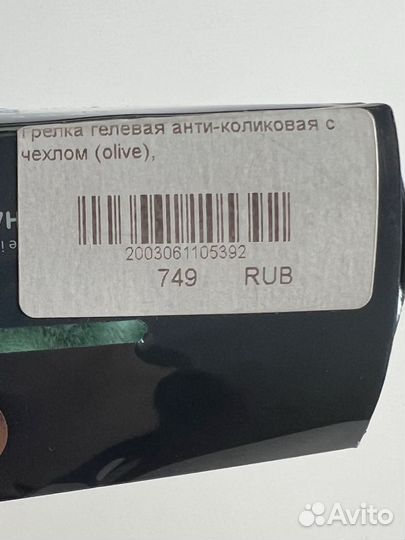 грелка гелевая анти-коликовая с
чехлом (olive),
2003061105392
749 RUB
Avito